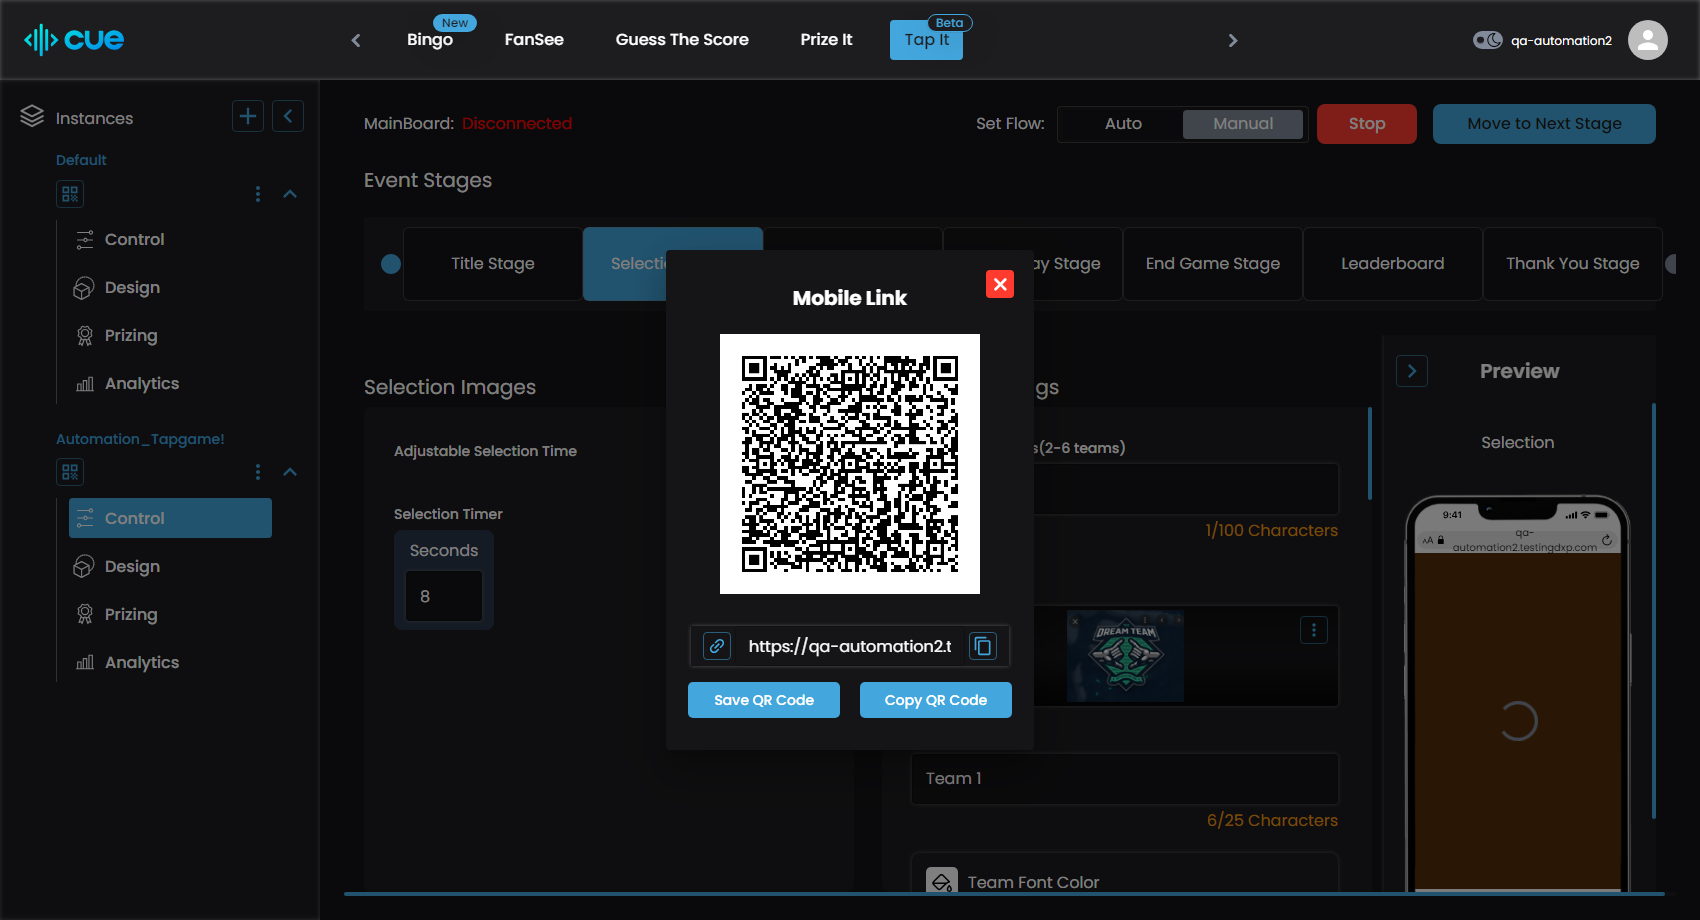 cue
Bingo
New
FanSee
Guess The Score
Prize It
Tap It
Beta
qa-automation2
Instances
Default
Control
Design
Prizing
Analytics
Automation_Tapgame!
Control
Design
Prizing
Analytics
MainBoard: Disconnected
Set Flow:
Auto
Manual
Stop
Move to Next Stage
Event Stages
Title Stage
Selecti
ay Stage
End Game Stage
Leaderboard
Thank You Stage
Selection Images
Adjustable Selection Time
Selection Timer
Seconds
8
Mobile Link
https://qa-automation2.t
Save QR Code
Copy QR Code
gs
s(2-6 teams)
1/100 Characters
DREAM TEAM
Team 1
6/25 Characters
Team Font Color
Preview
Selection
9:41
AA
qa-
automation2.testingdxp.com